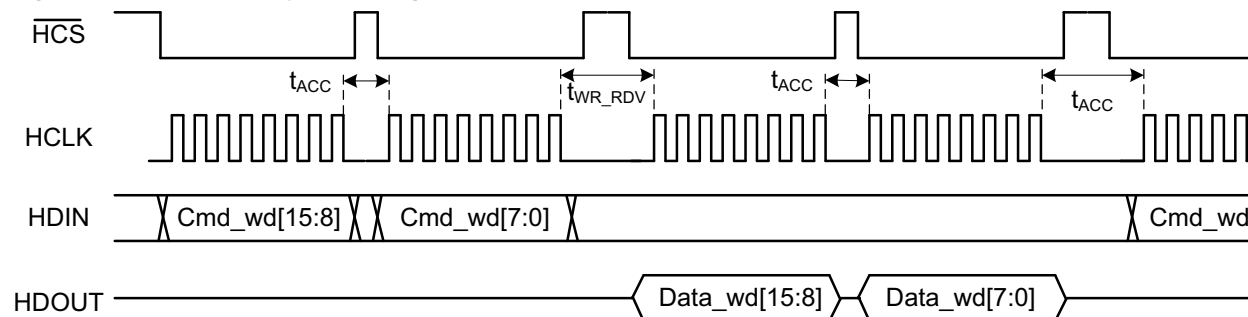 HCS
tACC
tWR_RDV
tACC
tACC
HCLK
HDIN
Cmd_wd[15:8]
Cmd_wd[7:0]
Cmd_wd
HDOUT
Data_wd[15:8]
Data_wd[7:0]